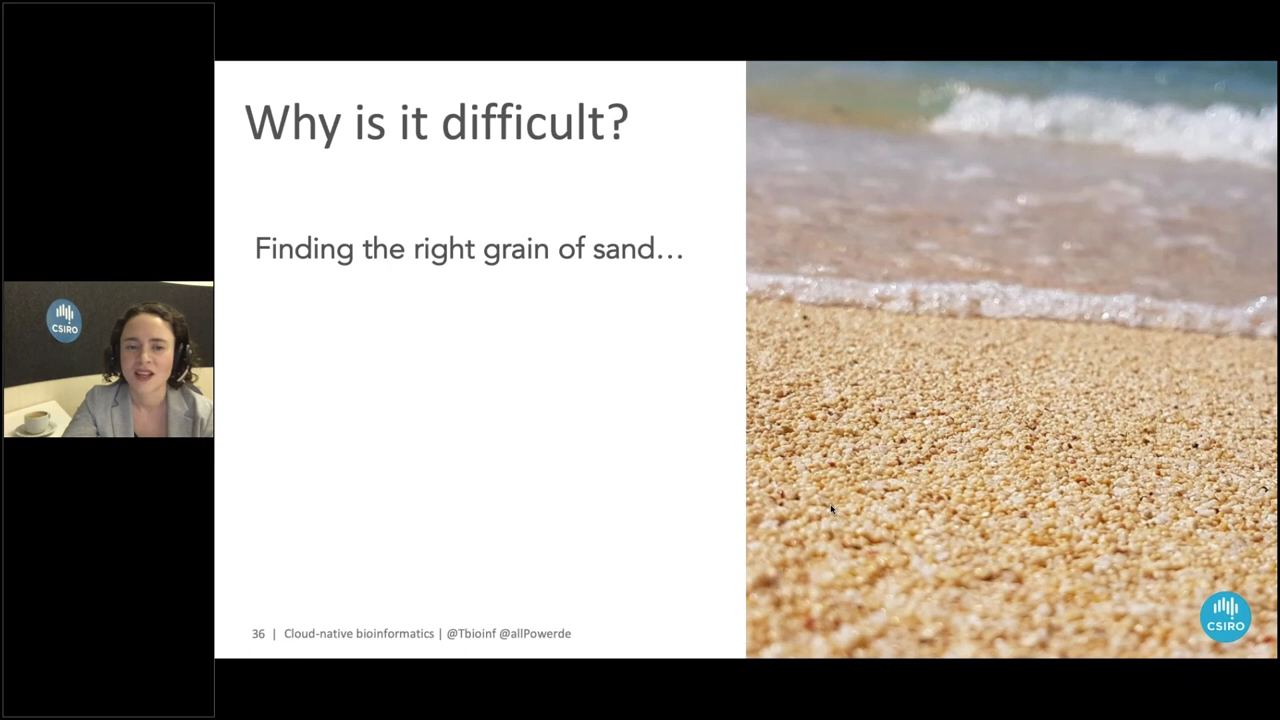 Why is it difficult?
Finding the right grain of sand…
CSIRO
36 | Cloud-native bioinformatics | @Tbioinf @allPowerde
CSIRO